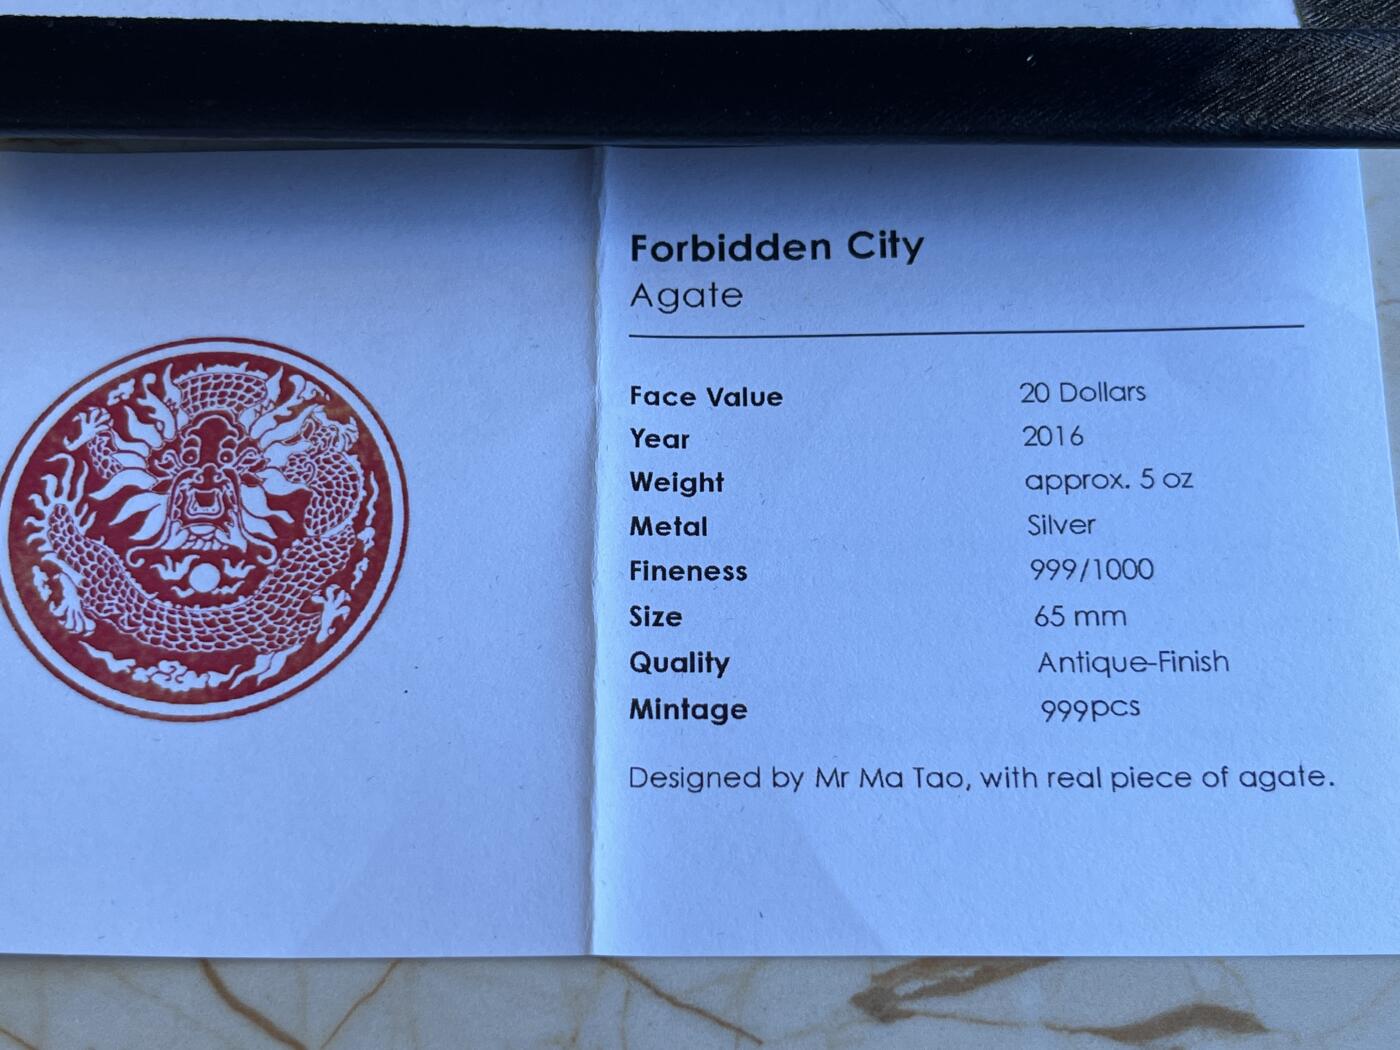 Forbidden City
Agate
Face Value 20 Dollars
Year 2016
Weight approx. 5 oz
Metal Silver
Fineness 999/1000
Size 65 mm
Quality Antique-Finish
Mintage 999pcs
Designed by Mr Ma Tao, with real piece of agate.